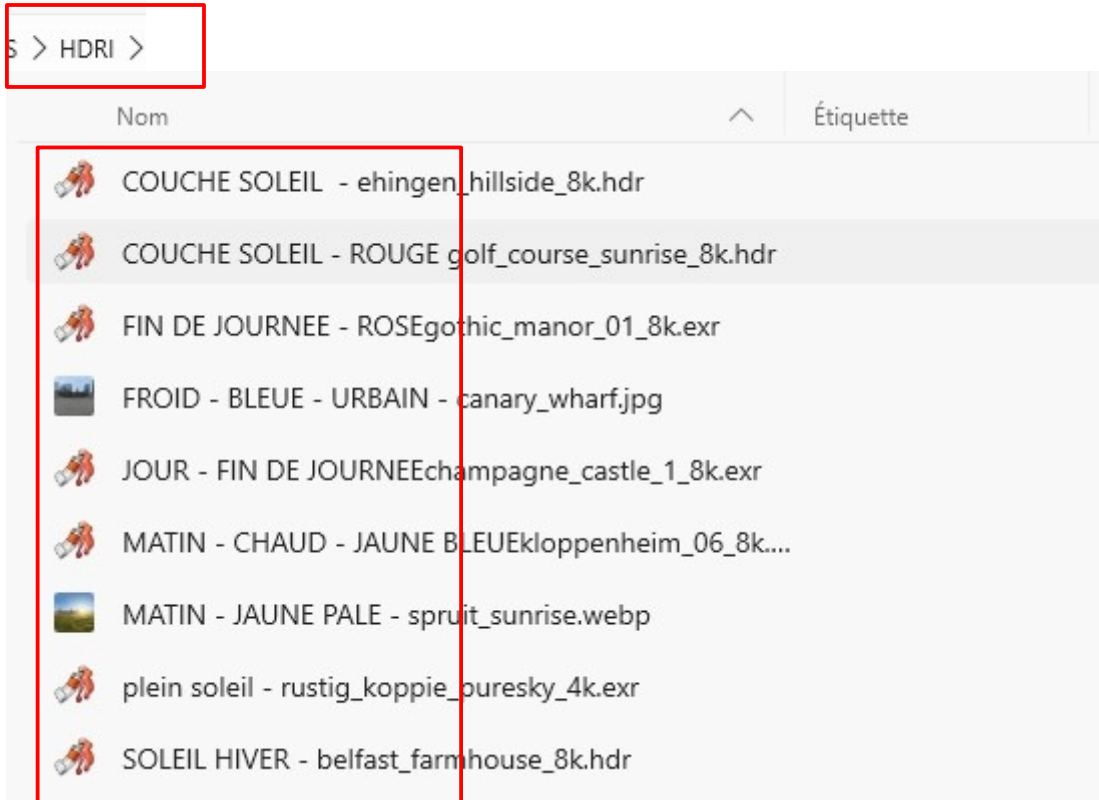 S > HDRI >
Nom Étiquette
COUCHE SOLEIL - ehingen_hillside_8k.hdr
COUCHE SOLEIL - ROUGE golf_course_sunrise_8k.hdr
FIN DE JOURNEE - ROSEgothic_manor_01_8k.exr
FROID - BLEUE - URBAIN - canary_wharf.jpg
JOUR - FIN DE JOURNEEchampagne_castle_1_8k.exr
MATIN - CHAUD - JAUNE BLEUEkloppenheim_06_8k....
MATIN - JAUNE PALE - spruit_sunrise.webp
plein soleil - rustig_koppie_puresky_4k.exr
SOLEIL HIVER - belfast_farmhouse_8k.hdr